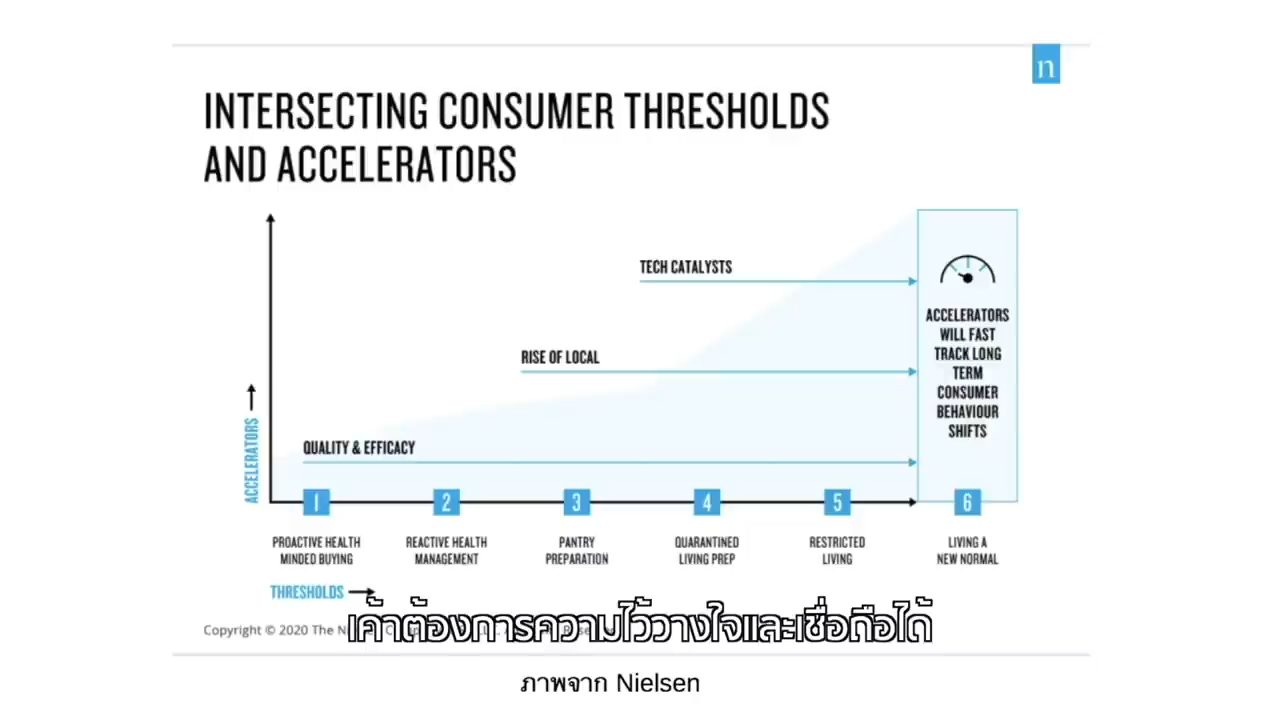 n
INTERSECTING CONSUMER THRESHOLDS
AND ACCELERATORS
TECH CATALYSTS
RISE OF LOCAL
QUALITY & EFFICACY
ACCELERATORS
ACCELERATORS
WILL FAST
TRACK LONG
TERM
CONSUMER
BEHAVIOUR
SHIFTS
1 2 3 4 5 6
PROACTIVE HEALTH
MINDED BUYING
REACTIVE HEALTH
MANAGEMENT
PANTRY
PREPARATION
QUARANTINED
LIVING PREP
RESTRICTED
LIVING
LIVING A
NEW NORMAL
THRESHOLDS
Copyright © 2020 The
เค้าต้องการความไว้วางใจและเชื่อถือได้
ภาพจาก Nielsen